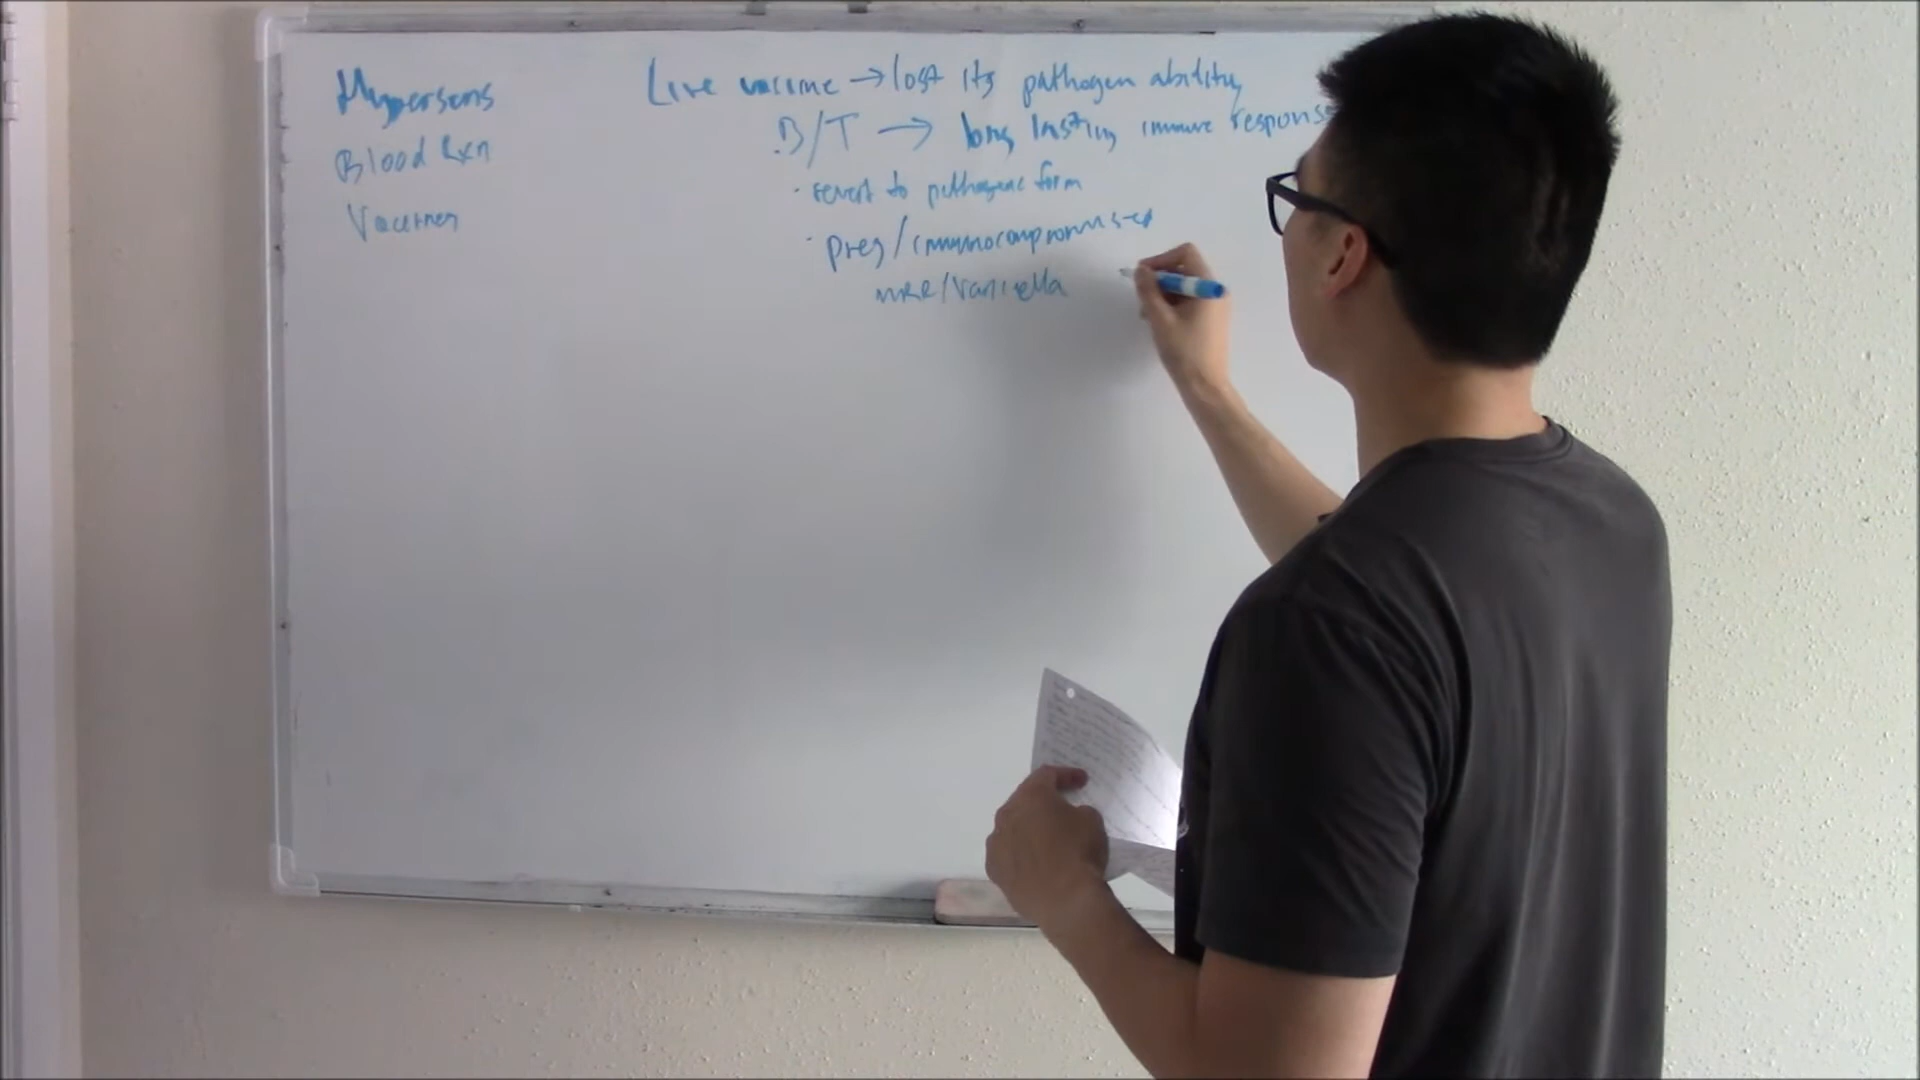 Hypersens
Blood Rxn
Vaccines
Live vaccine → lost its pathogen ability
B/T → long lasting immune response
· revert to pathogenic form
· preg/immunocompromised
MMR/Varicella